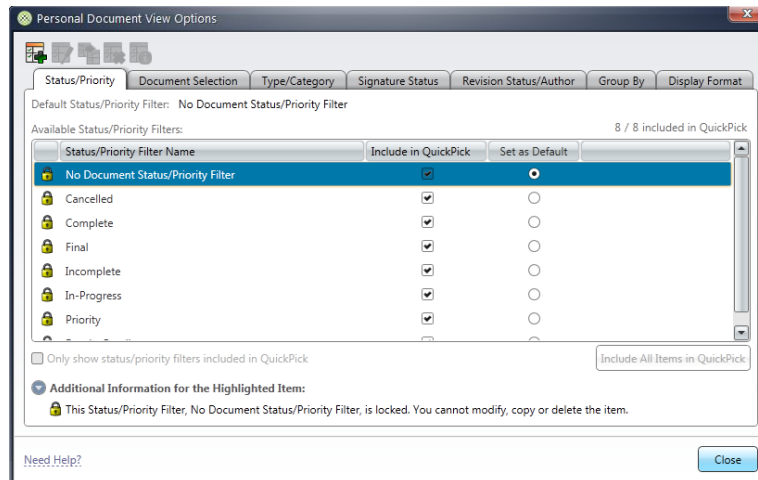 Personal Document View Options
Status/Priority Document Selection Type/Category Signature Status Revision Status/Author Group By Display Format
Default Status/Priority Filter: No Document Status/Priority Filter
Available Status/Priority Filters: 8 / 8 included in QuickPick
Status/Priority Filter Name Include in QuickPick Set as Default
No Document Status/Priority Filter
Cancelled
Complete
Final
Incomplete
In-Progress
Priority
Only show status/priority filters included in QuickPick Include All Items in QuickPick
Additional Information for the Highlighted Item:
This Status/Priority Filter, No Document Status/Priority Filter, is locked. You cannot modify, copy or delete the item.
Need Help? Close